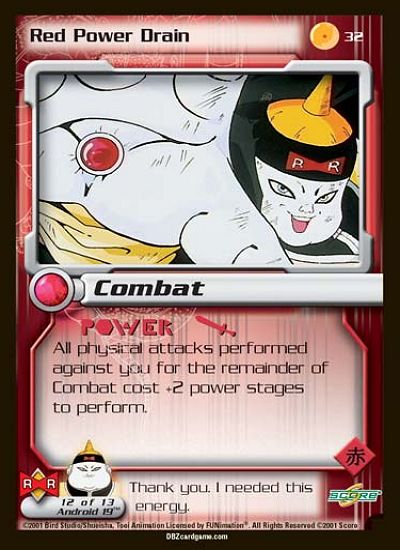 Red Power Drain
32
R R
Combat
POWER
All physical attacks performed
against you for the remainder of
Combat cost +2 power stages
to perform.
赤
R R
12 of 13
Android 19™
Thank you. I needed this
energy.
SCORE
©2001 Bird Studio/Shueisha, Toei Animation Licensed by FUNimation®. All Rights Reserved ©2001 Score
DBZcardgame.com